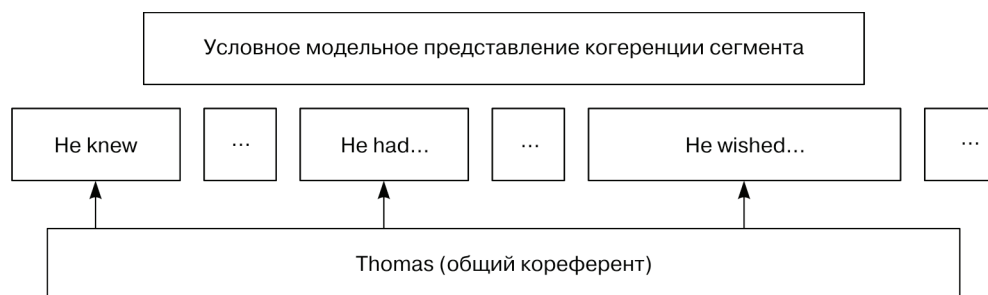 Условное модельное представление когеренции сегмента
He knew ... He had... ... He wished... ...
Thomas (общий кореферент)